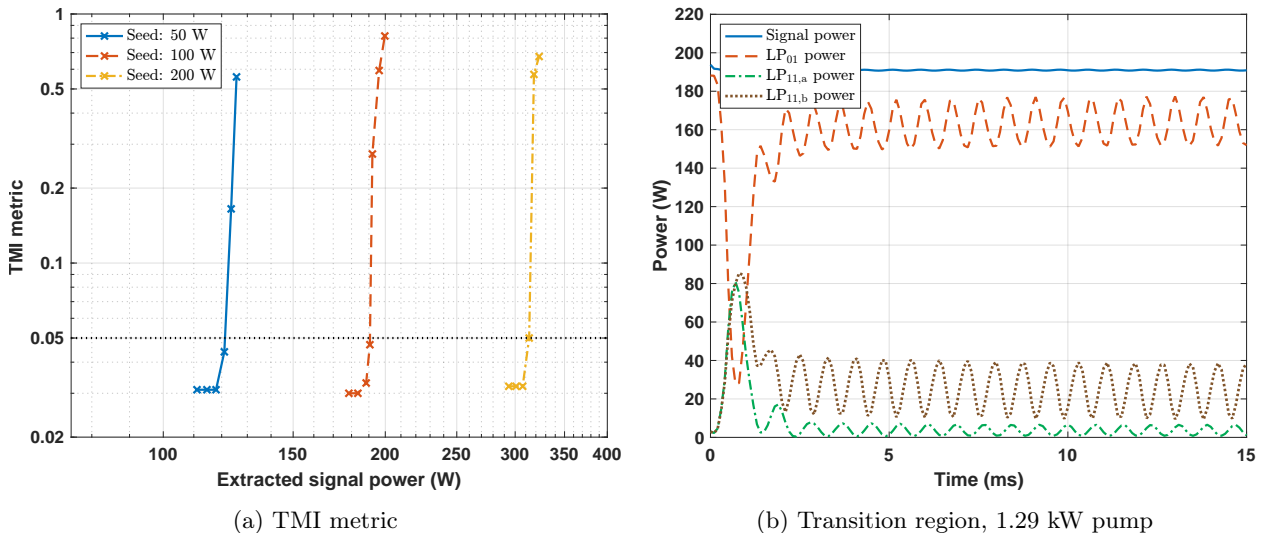 TMI metric
1
0.5
0.2
0.1
0.05
0.02
Seed: 50 W
Seed: 100 W
Seed: 200 W
100 150 200 250 300 350 400
Extracted signal power (W)
(a) TMI metric
Power (W)
220
200
180
160
140
120
100
80
60
40
20
0
Signal power
LP01 power
LP11,a power
LP11,b power
0 5 10 15
Time (ms)
(b) Transition region, 1.29 kW pump